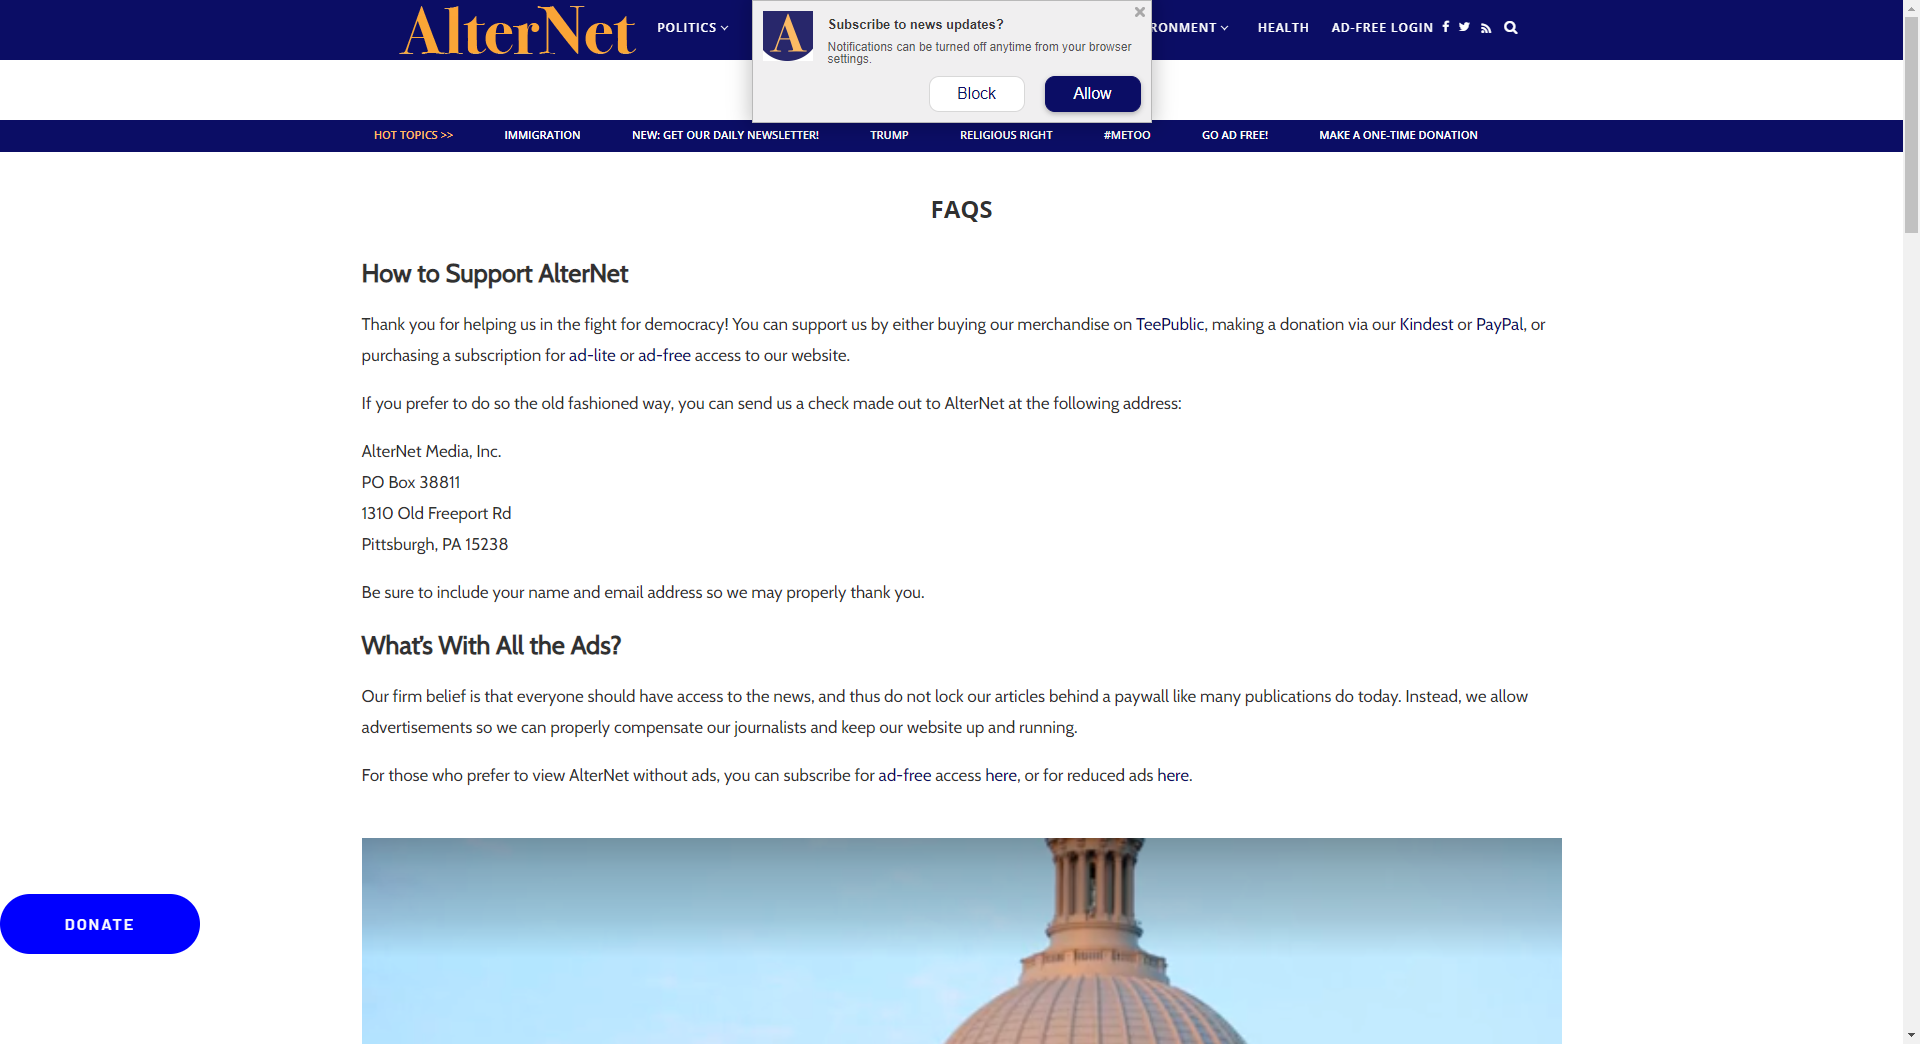 AlterNet
POLITICS
RONMENT
HEALTH
AD-FREE LOGIN
A
Subscribe to news updates?
Notifications can be turned off anytime from your browser
settings.
Block
Allow
HOT TOPICS >>
IMMIGRATION
NEW: GET OUR DAILY NEWSLETTER!
TRUMP
RELIGIOUS RIGHT
#METOO
GO AD FREE!
MAKE A ONE-TIME DONATION
FAQS
How to Support AlterNet
Thank you for helping us in the fight for democracy! You can support us by either buying our merchandise on TeePublic, making a donation via our Kindest or PayPal, or
purchasing a subscription for ad-lite or ad-free access to our website.
If you prefer to do so the old fashioned way, you can send us a check made out to AlterNet at the following address:
AlterNet Media, Inc.
PO Box 38811
1310 Old Freeport Rd
Pittsburgh, PA 15238
Be sure to include your name and email address so we may properly thank you.
What's With All the Ads?
Our firm belief is that everyone should have access to the news, and thus do not lock our articles behind a paywall like many publications do today. Instead, we allow
advertisements so we can properly compensate our journalists and keep our website up and running.
For those who prefer to view AlterNet without ads, you can subscribe for ad-free access here, or for reduced ads here.
DONATE